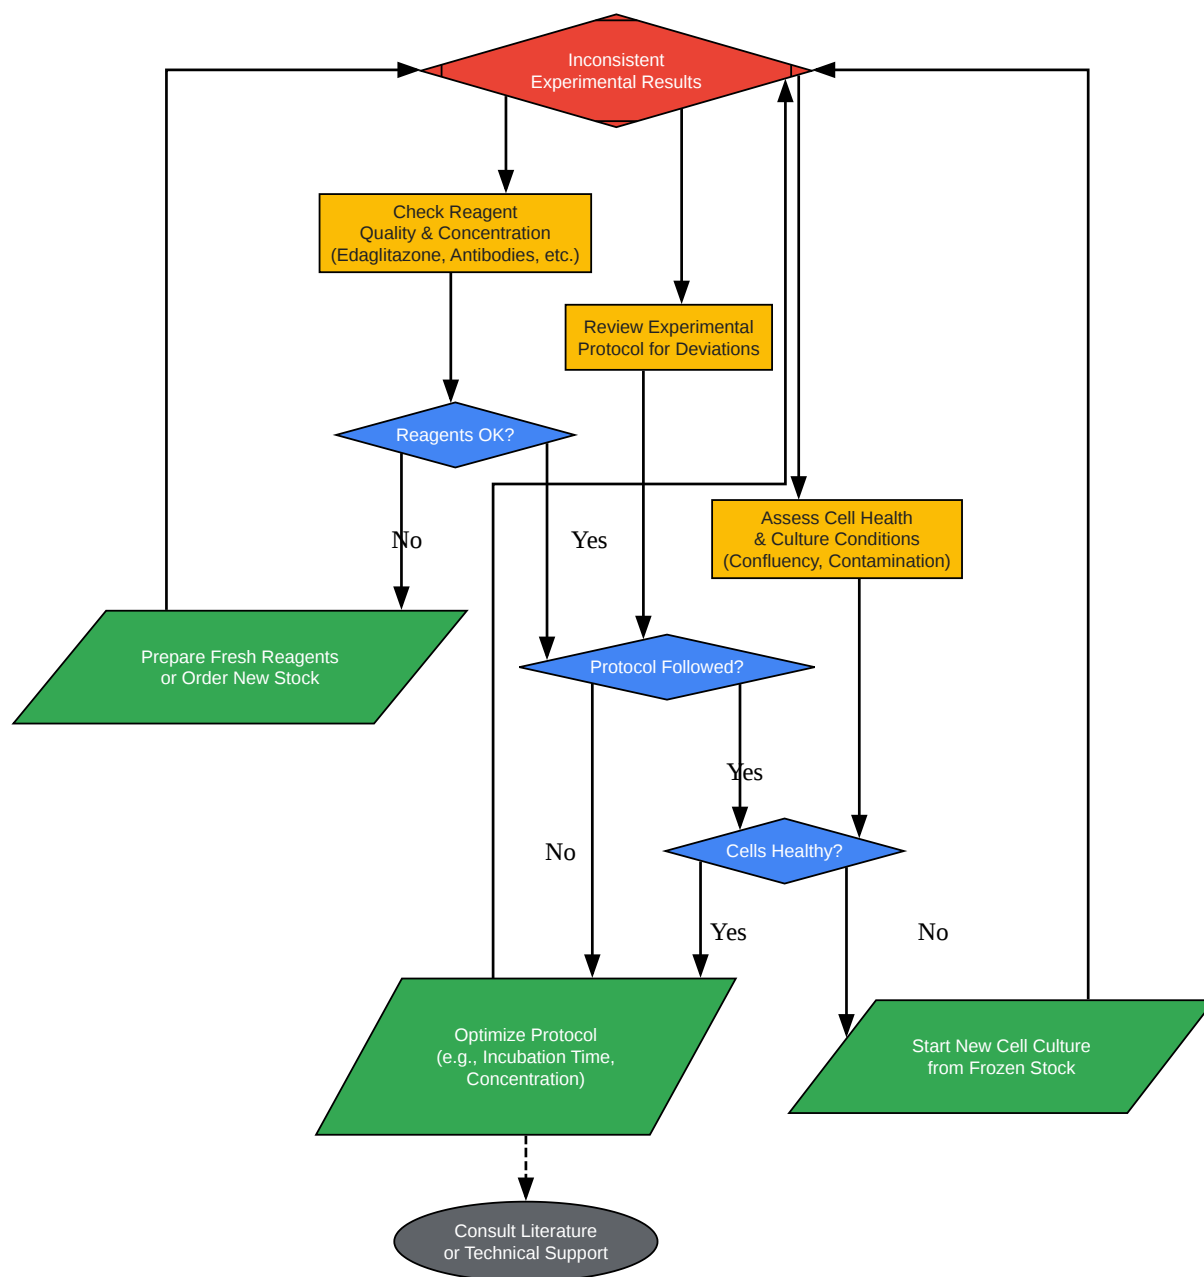 Inconsistent
Experimental Results
Check Reagent
Quality & Concentration
(Edaglitazone, Antibodies, etc.)
Review Experimental
Protocol for Deviations
Reagents OK?
Assess Cell Health
& Culture Conditions
(Confluency, Contamination)
No
Yes
Prepare Fresh Reagents
or Order New Stock
Protocol Followed?
Yes
No
Cells Healthy?
Yes
No
Optimize Protocol
(e.g., Incubation Time,
Concentration)
Start New Cell Culture
from Frozen Stock
Consult Literature
or Technical Support